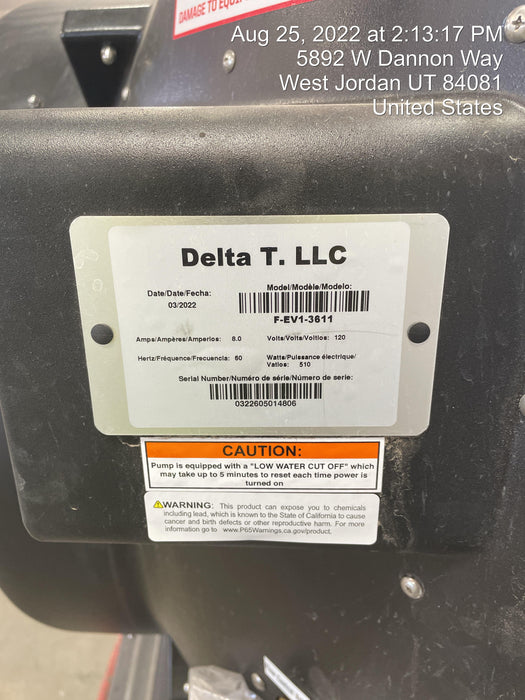 DAMAGE TO EQU
Aug 25, 2022 at 2:13:17 PM
5892 W Dannon Way
West Jordan UT 84081
United States
Delta T. LLC
Date/Date/Fecha:
03/2022
Model/Modèle/Modelo:
F-EV1-3611
Amps/Ampères/Amperios: 8.0
Volts/Volts/Voltios: 120
Hertz/Fréquence/Frecuencia: 60
Watts/Puissance électrique/
Vatios: 510
Serial Number/Numéro de série/Número de serie:
0322605014806
CAUTION:
Pump is equipped with a "LOW WATER CUT OFF" which
may take up to 5 minutes to reset each time power is
turned on
WARNING: This product can expose you to chemicals
including lead, which is known to the State of California to cause
cancer and birth defects or other reproductive harm. For more
information go to www.P65Warnings.ca.gov/product.